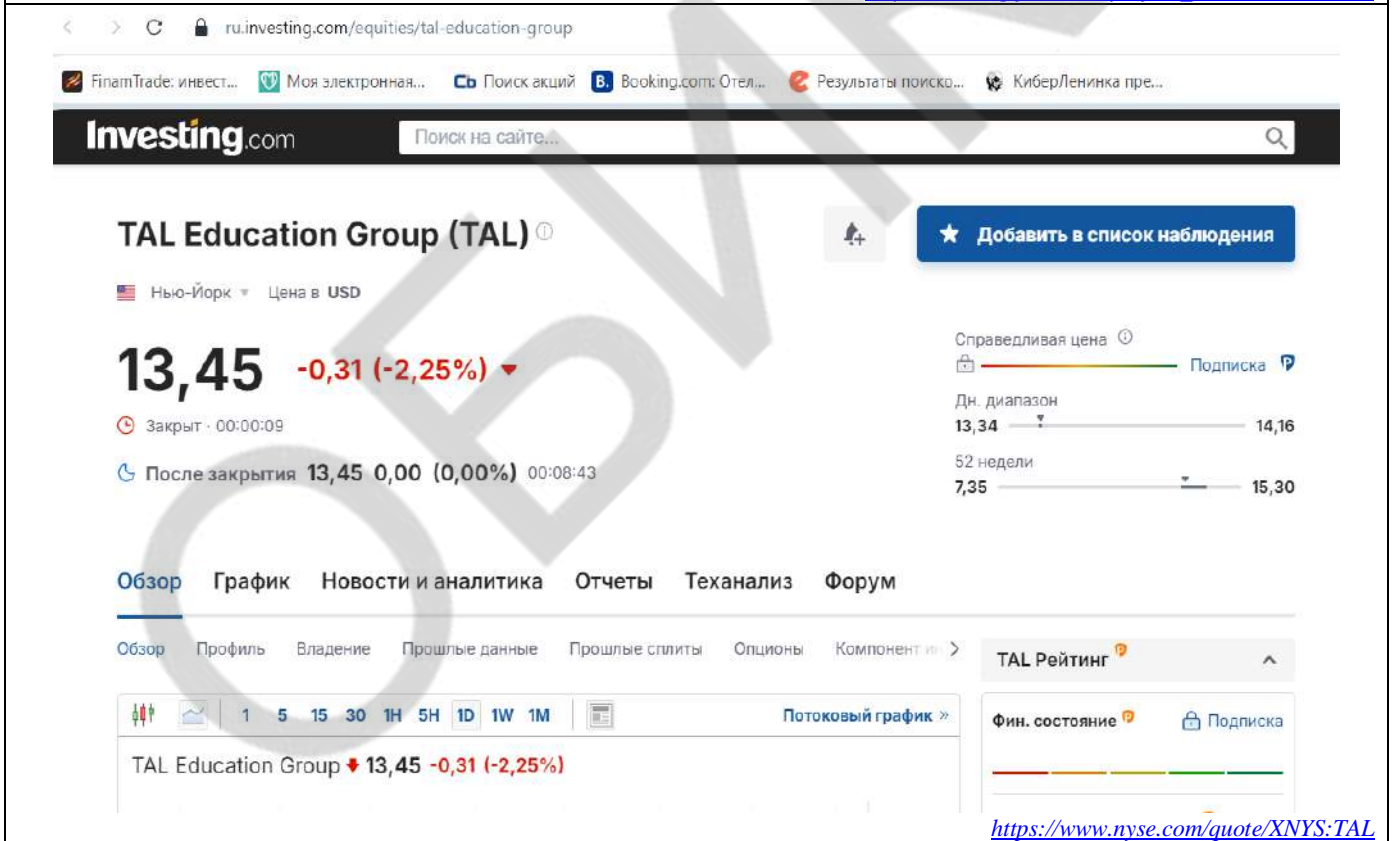 ru.investing.com/equities/tal-education-group
FinamTrade: инвест... Моя электронная... Сb Поиск акций B. Booking.com: Отел... Результаты поиско... КиберЛенинка пре...
Investing.com Поиск на сайте...
TAL Education Group (TAL) Добавить в список наблюдения
Нью-Йорк Цена в USD
13,45 -0,31 (-2,25%)
Справедливая цена
Подписка
Закрыт · 00:00:09
Дн. диапазон
13,34 14,16
После закрытия 13,45 0,00 (0,00%) 00:08:43
52 недели
7,35 15,30
Обзор График Новости и аналитика Отчеты Теханализ Форум
Обзор Профиль Владение Прошлые данные Прошлые сплиты Опционы Компонент
TAL Рейтинг
1 5 15 30 1H 5H 1D 1W 1M Потоковый график »
Фин. состояние Подписка
TAL Education Group 13,45 -0,31 (-2,25%)
https://www.nyse.com/quote/XNYS:TAL